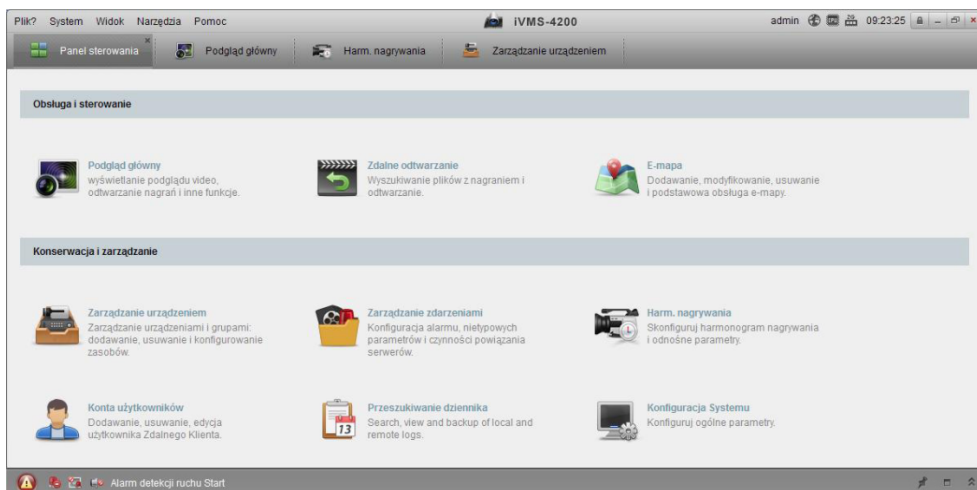 Plik? System Widok Narzędzia Pomoc iVMS-4200 admin 09:23:25
Panel sterowania Podgląd główny Harm. nagrywania Zarządzanie urządzeniem
Obsługa i sterowanie
Podgląd główny
wyświetlanie podglądu video,
odtwarzanie nagrań i inne funkcje.
Zdalne odtwarzanie
Wyszukiwanie plików z nagraniem i
odtwarzanie.
E-mapa
Dodawanie, modyfikowanie, usuwanie
i podstawowa obsługa e-mapy.
Konserwacja i zarządzanie
Zarządzanie urządzeniem
Zarządzanie urządzeniami i grupami:
dodawanie, usuwanie i konfigurowanie
zasobów.
Zarządzanie zdarzeniami
Konfiguracja alarmu, nietypowych
parametrów i czynności powiązania
serwerów.
Harm. nagrywania
Skonfiguruj harmonogram nagrywania
i odnośne parametry.
Konta użytkowników
Dodawanie, usuwanie, edycja
użytkownika Zdalnego Klienta.
13
Przeszukiwanie dziennika
Search, view and backup of local and
remote logs.
Konfiguracja Systemu
Konfiguruj ogólne parametry.
Alarm detekcji ruchu Start